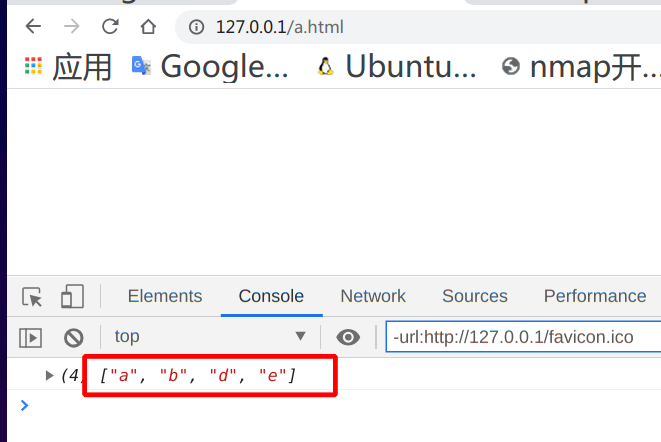 127.0.0.1/a.html
应用 Google... Ubuntu... nmap开...
Elements Console Network Sources Performance
top -url:http://127.0.0.1/favicon.ico
(4) ["a", "b", "d", "e"]